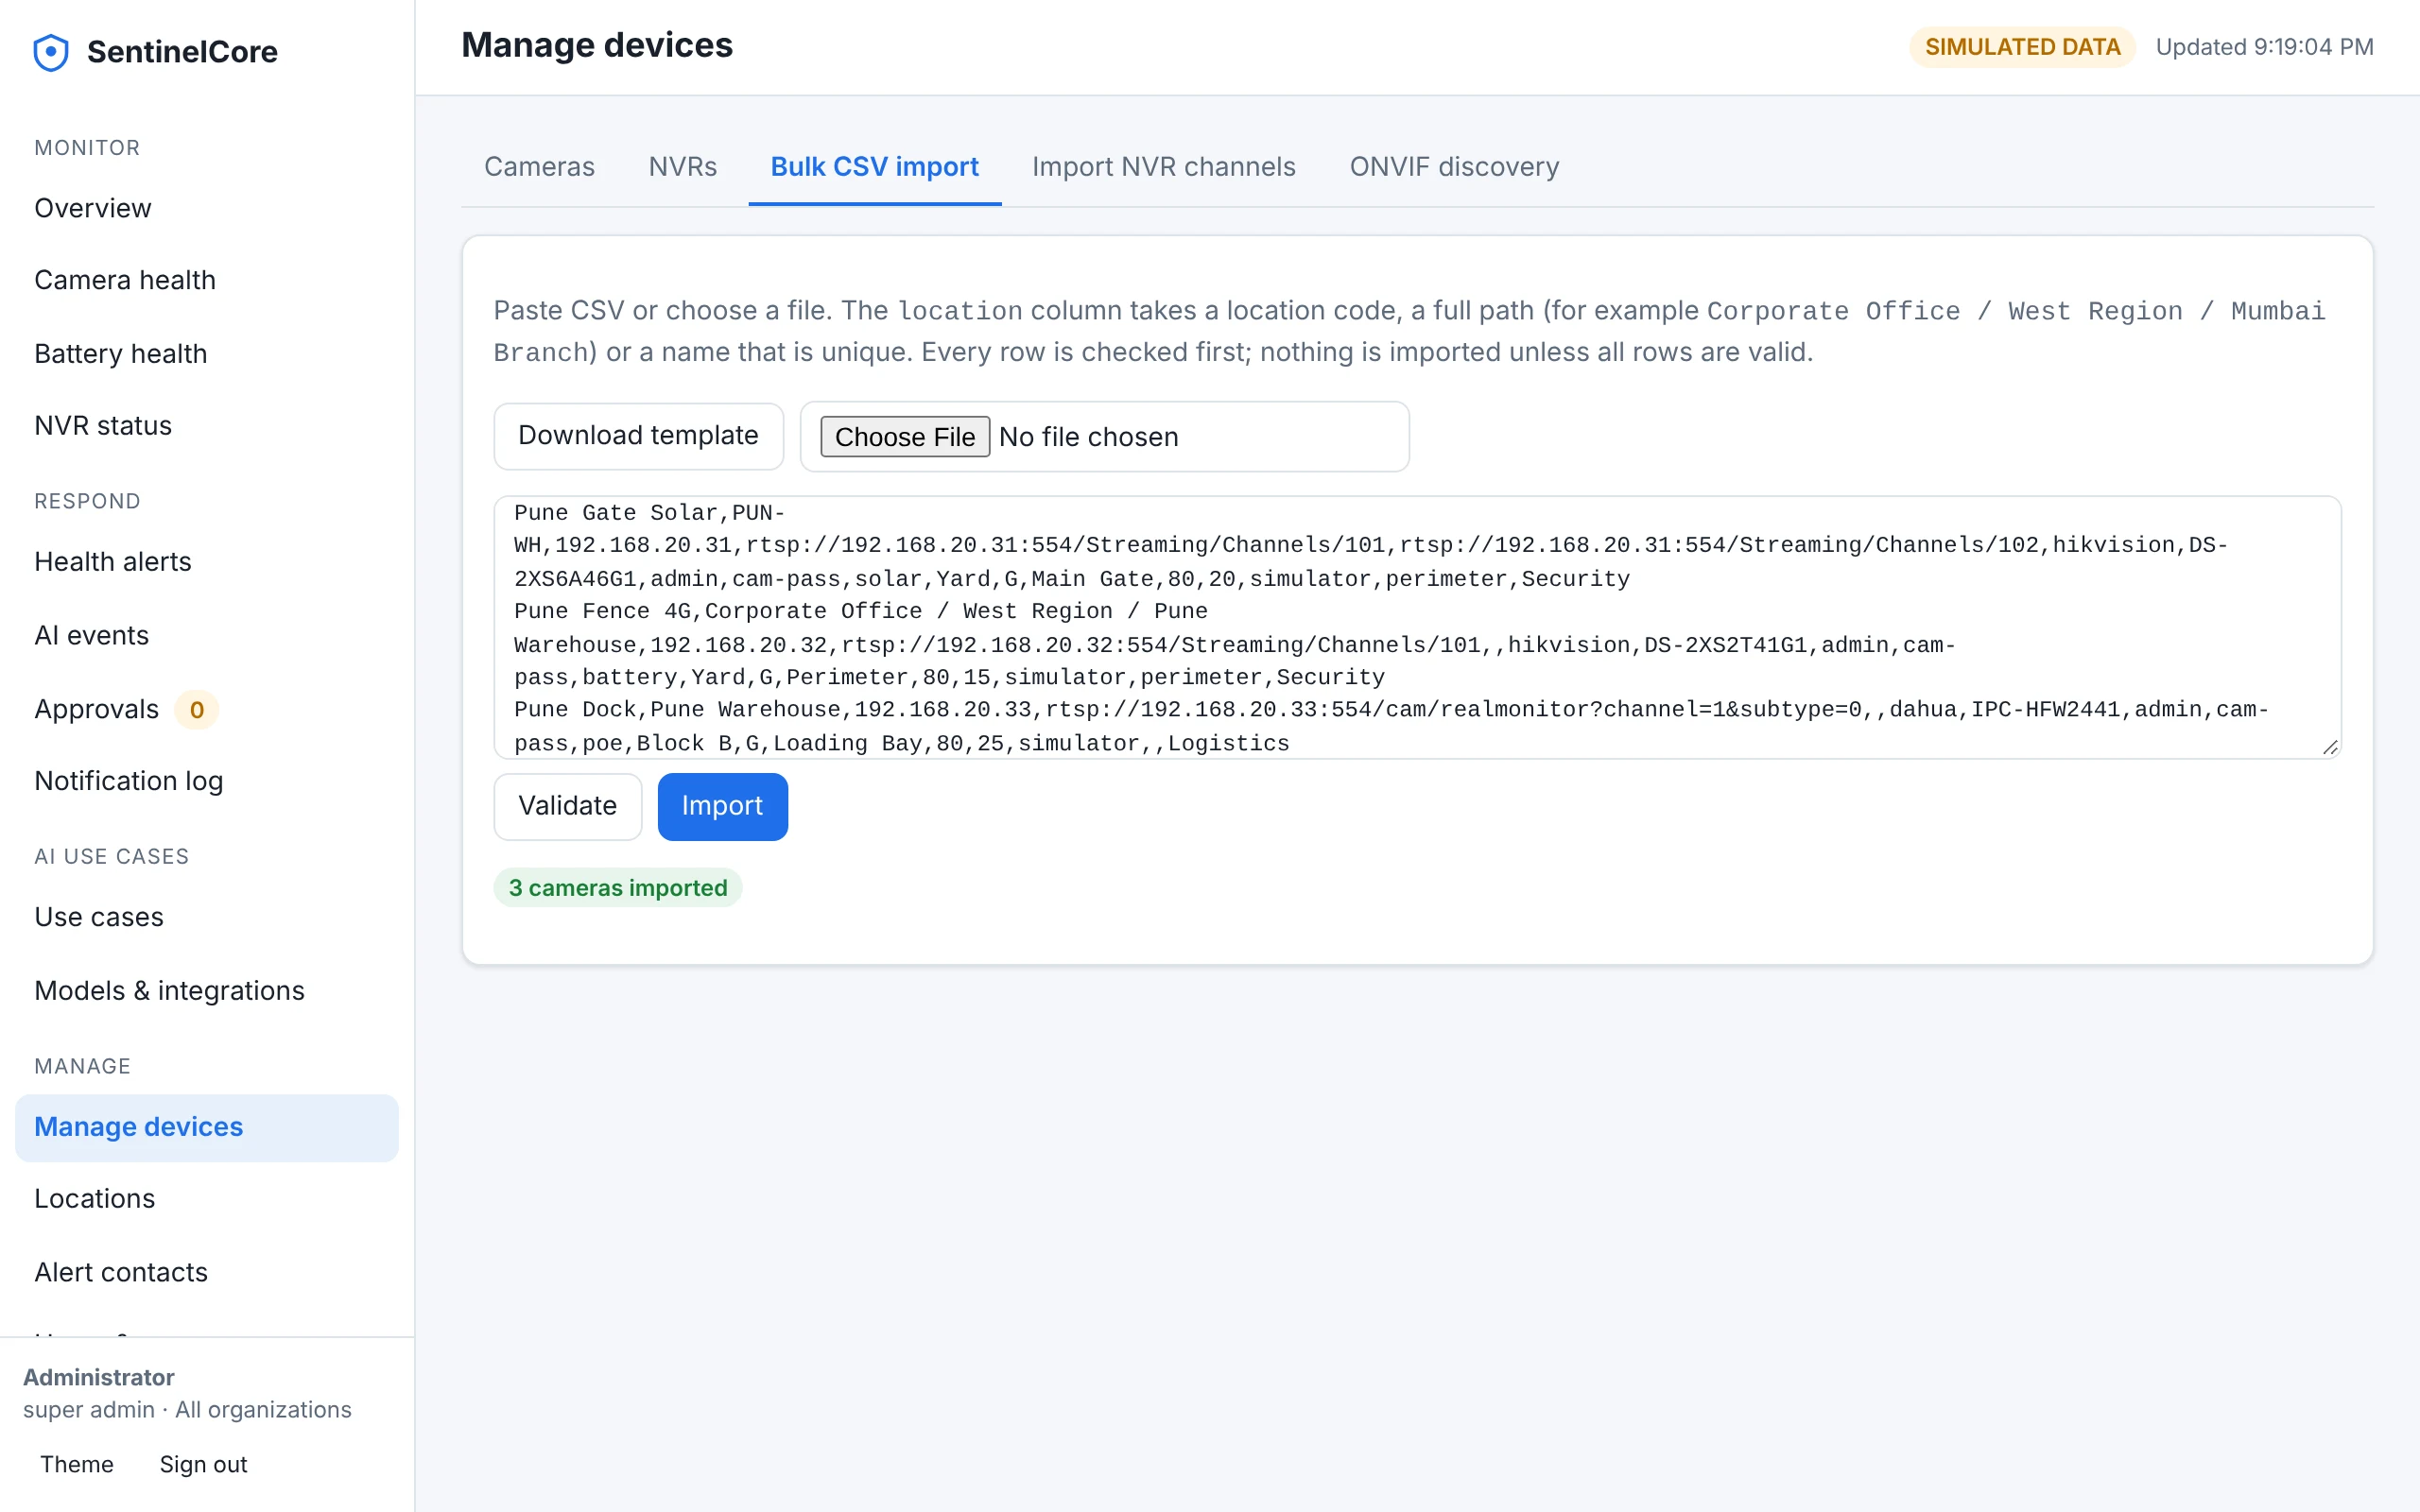 SentinelCore
Manage devices
SIMULATED DATA
Updated 9:19:04 PM
MONITOR
Overview
Camera health
Battery health
NVR status
RESPOND
Health alerts
AI events
Approvals 0
Notification log
AI USE CASES
Use cases
Models & integrations
MANAGE
Manage devices
Locations
Alert contacts
Administrator
super admin · All organizations
Theme
Sign out
Cameras
NVRs
Bulk CSV import
Import NVR channels
ONVIF discovery
Paste CSV or choose a file. The location column takes a location code, a full path (for example Corporate Office / West Region / Mumbai
Branch) or a name that is unique. Every row is checked first; nothing is imported unless all rows are valid.
Download template
Choose File No file chosen
Pune Gate Solar,PUN-
WH,192.168.20.31,rtsp://192.168.20.31:554/Streaming/Channels/101,rtsp://192.168.20.31:554/Streaming/Channels/102,hikvision,DS-
2XS6A46G1,admin,cam-pass,solar,Yard,G,Main Gate,80,20,simulator,perimeter,Security
Pune Fence 4G,Corporate Office / West Region / Pune
Warehouse,192.168.20.32,rtsp://192.168.20.32:554/Streaming/Channels/101,,hikvision,DS-2XS2T41G1,admin,cam-
pass,battery,Yard,G,Perimeter,80,15,simulator,perimeter,Security
Pune Dock,Pune Warehouse,192.168.20.33,rtsp://192.168.20.33:554/cam/realmonitor?channel=1&subtype=0,,dahua,IPC-HFW2441,admin,cam-
pass,poe,Block B,G,Loading Bay,80,25,simulator,,Logistics
Validate
Import
3 cameras imported